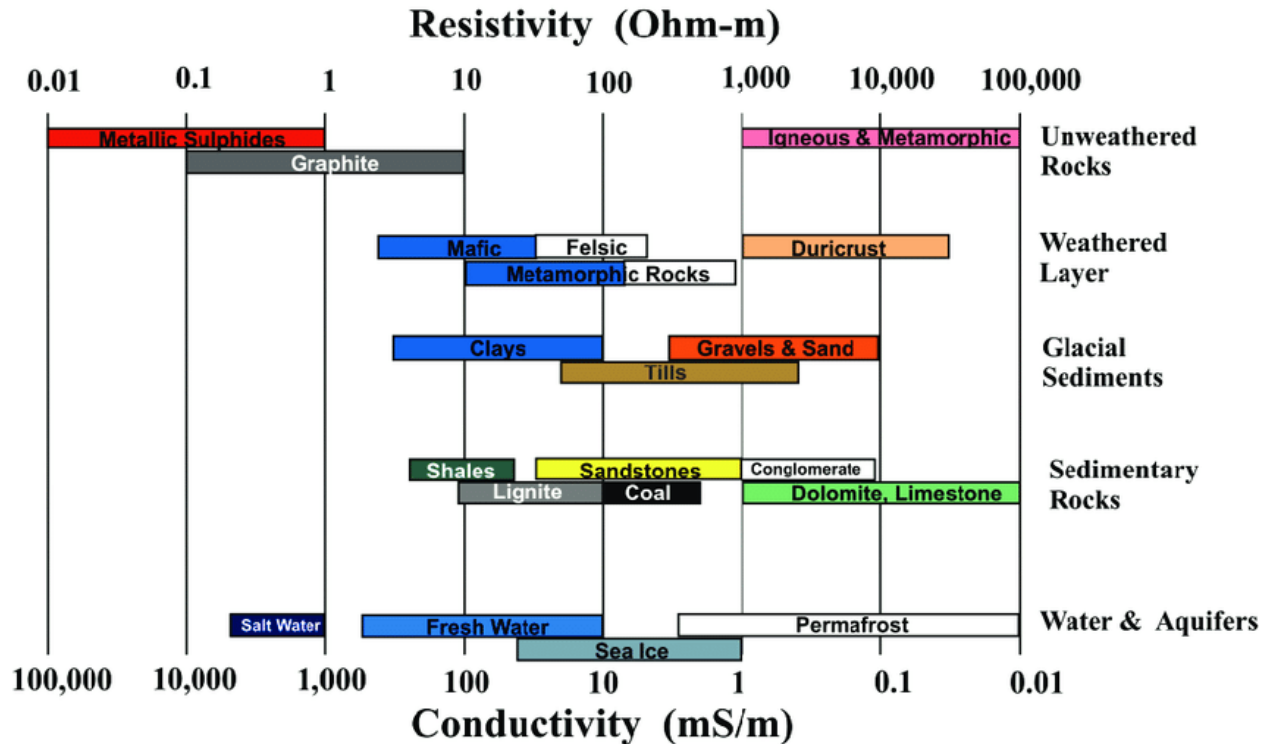 Resistivity (Ohm-m)
0.01 0.1 1 10 100 1,000 10,000 100,000
Metallic Sulphides Igneous & Metamorphic Unweathered
Graphite Rocks
Mafic Felsic Duricrust Weathered
Metamorphic Rocks Layer
Clays Gravels & Sand Glacial
Tills Sediments
Shales Sandstones Conglomerate Sedimentary
Lignite Coal Dolomite, Limestone Rocks
Salt Water Fresh Water Permafrost Water & Aquifers
Sea Ice
100,000 10,000 1,000 100 10 1 0.1 0.01
Conductivity (mS/m)